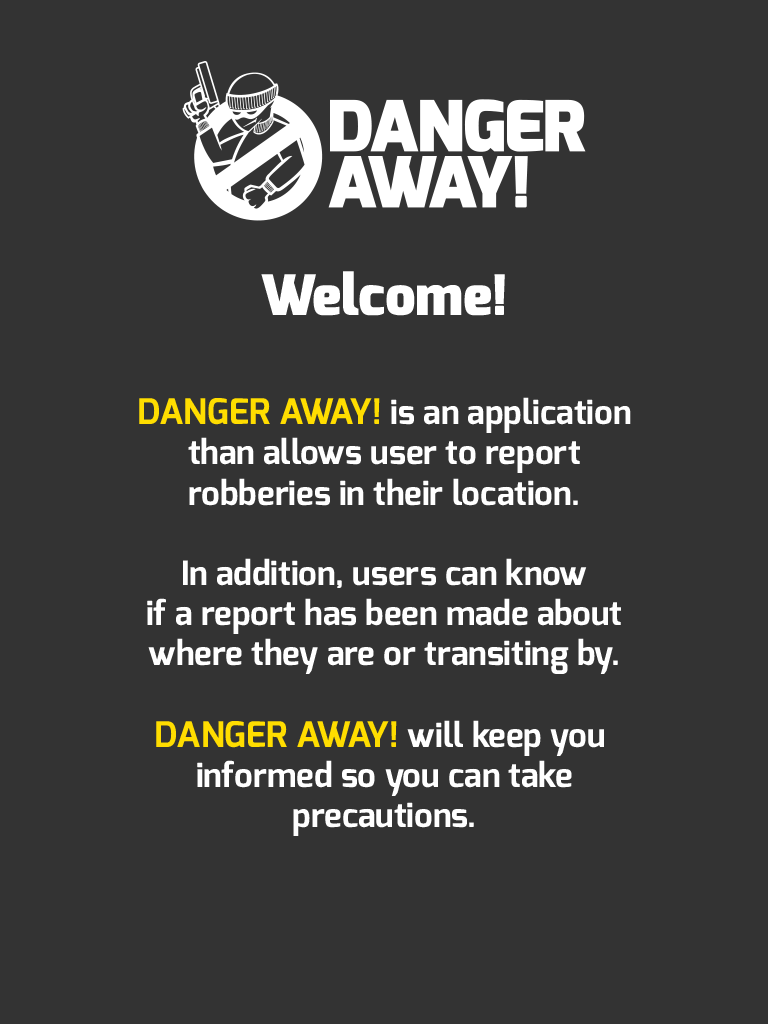 DANGER
AWAY!
Welcome!
DANGER AWAY! is an application
than allows user to report
robberies in their location.
In addition, users can know
if a report has been made about
where they are or transiting by.
DANGER AWAY! will keep you
informed so you can take
precautions.